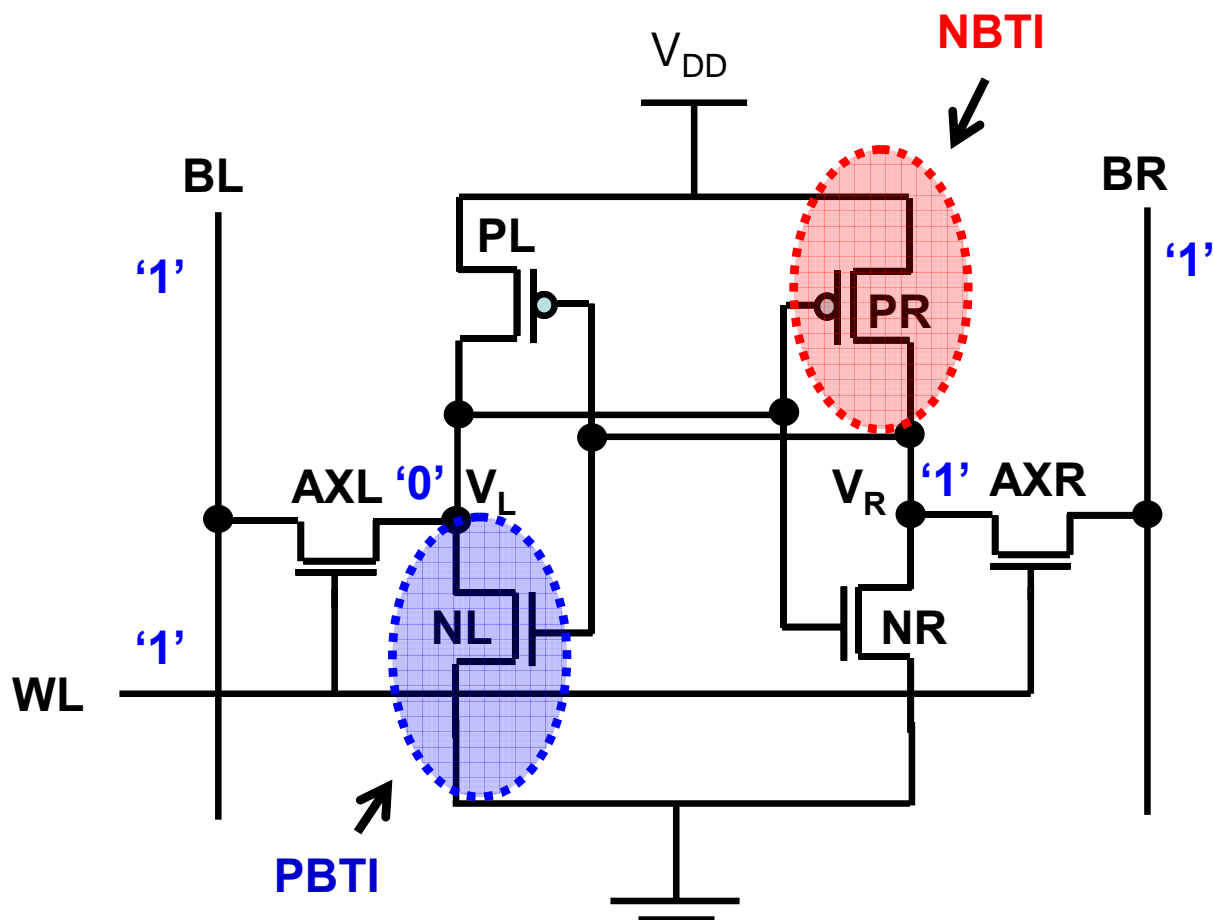 NBTI
VDD
BL
BR
PL
‘1’
‘1’
PR
AXL
‘0’
VL
VR
‘1’
AXR
NL
NR
‘1’
WL
PBTI